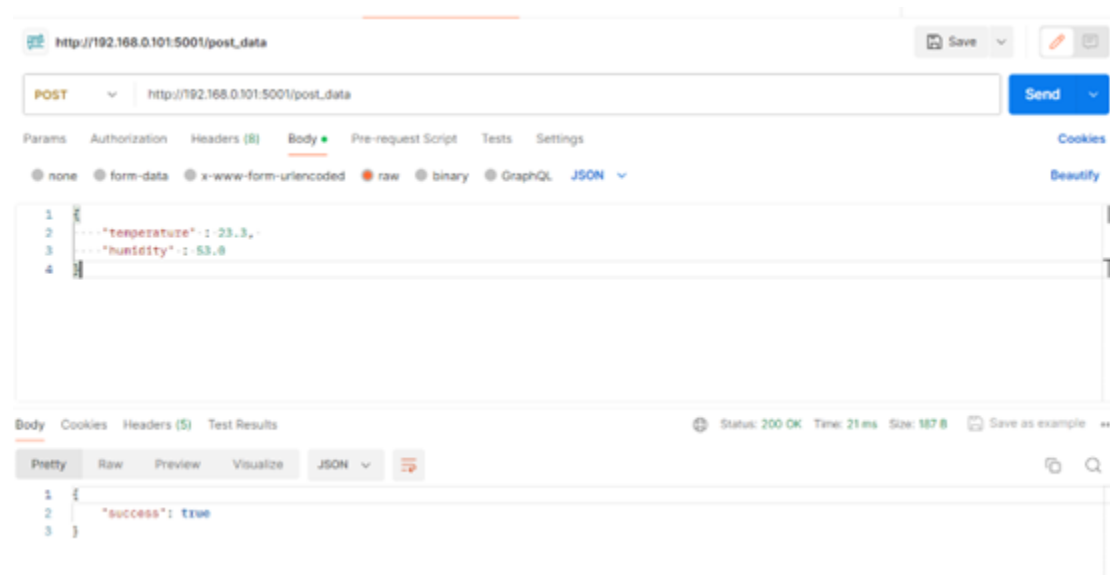 http://192.168.0.101:5001/post_data
Save
POST http://192.168.0.101:5001/post_data Send
Params Authorization Headers (8) Body Pre-request Script Tests Settings Cookies
none form-data x-www-form-urlencoded raw binary GraphQL JSON Beautify
1 {
2 "temperature" : 23.3,
3 "humidity" : 53.0
4 }
Body Cookies Headers (5) Test Results Status: 200 OK Time: 21 ms Size: 187 B Save as example
Pretty Raw Preview Visualize JSON
1 {
2 "success": true
3 }